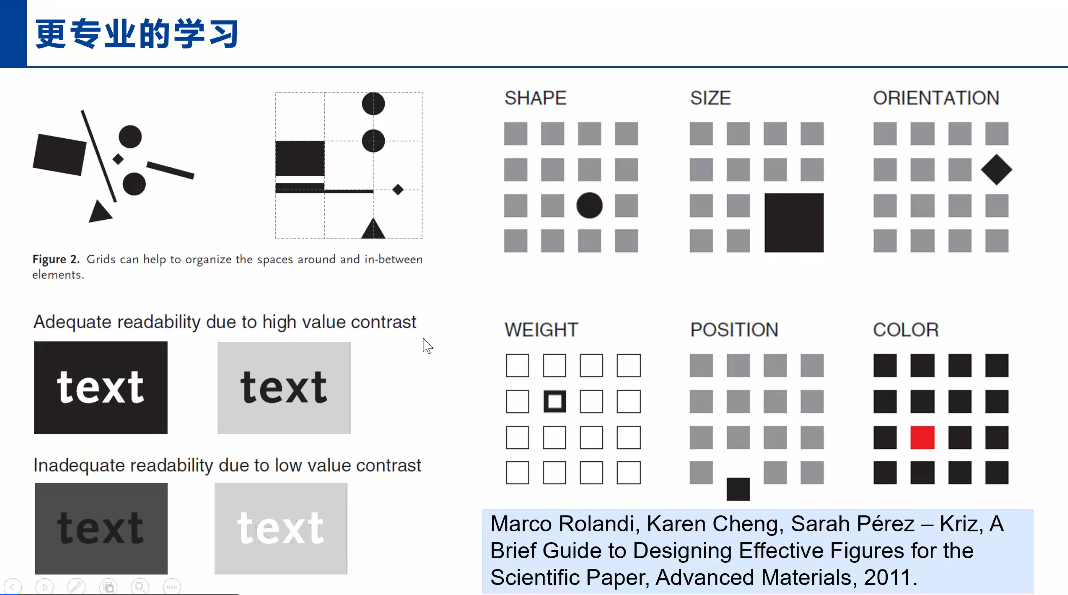 更专业的学习
Figure 2. Grids can help to organize the spaces around and in-between
elements.
Adequate readability due to high value contrast
text
text
Inadequate readability due to low value contrast
text
text
SHAPE
SIZE
ORIENTATION
WEIGHT
POSITION
COLOR
Marco Rolandi, Karen Cheng, Sarah Pérez – Kriz, A
Brief Guide to Designing Effective Figures for the
Scientific Paper, Advanced Materials, 2011.